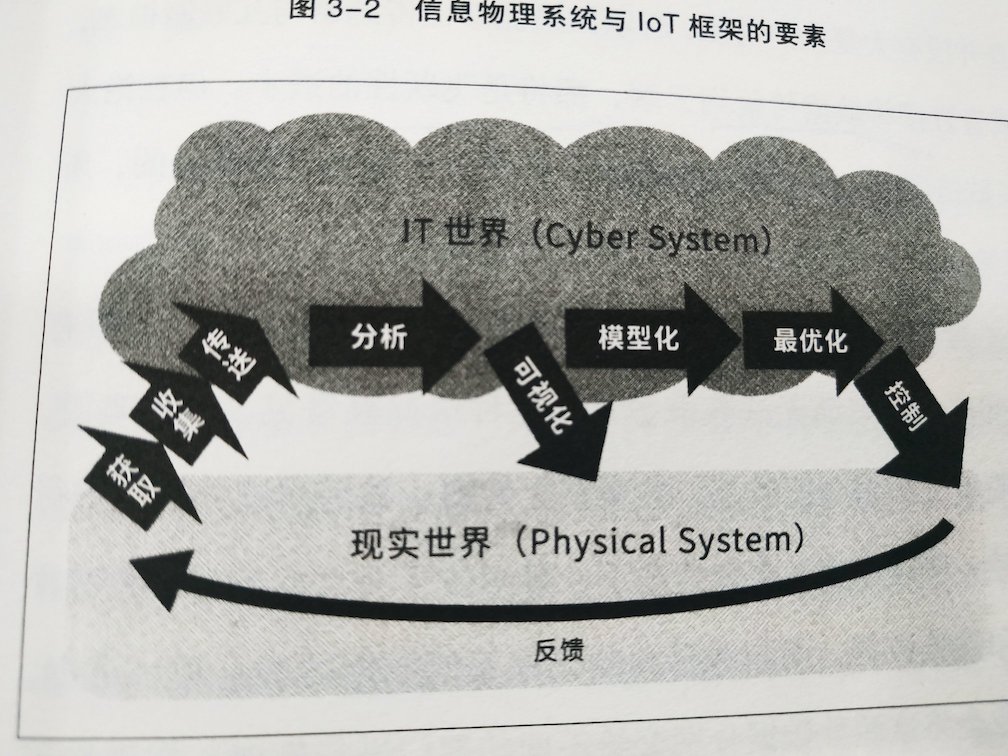 图 3-2 信息物理系统与 IoT 框架的要素
IT 世界（Cyber System）
获取
收集
传送
分析
可视化
模型化
最优化
控制
现实世界（Physical System）
反馈